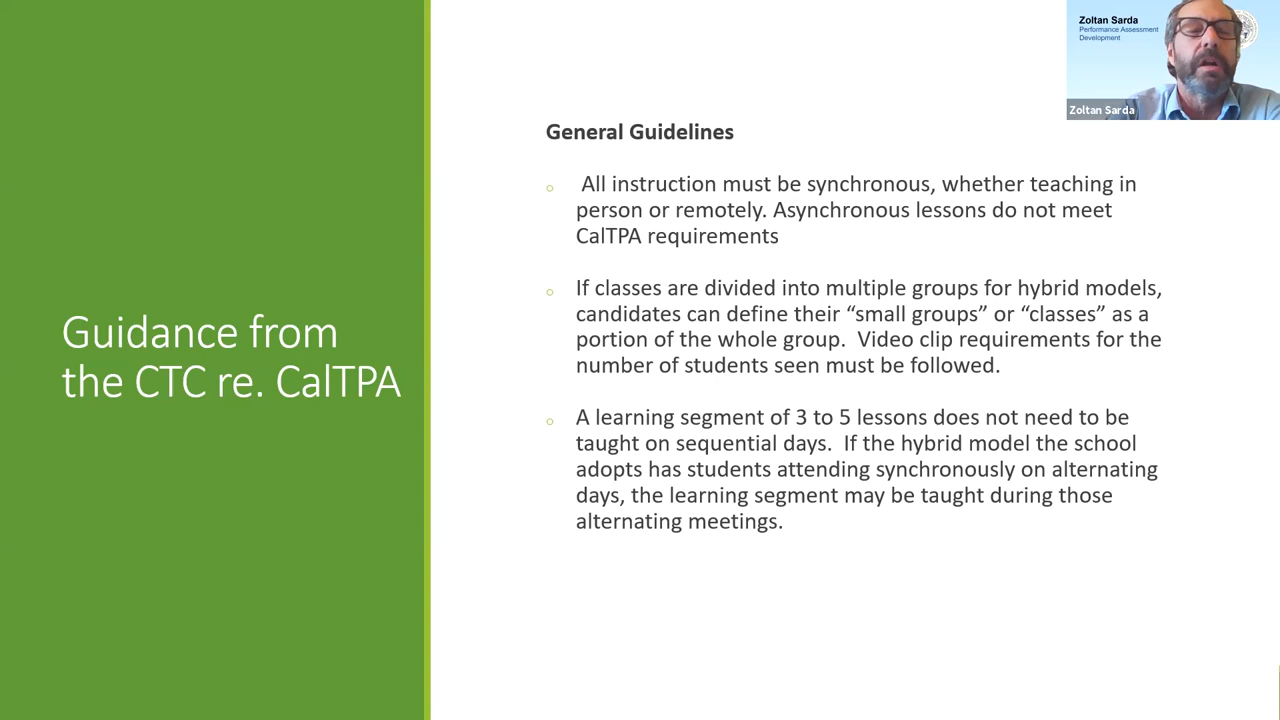 Zoltan Sarda
Performance Assessment
Development
Zoltan Sarda
Guidance from
the CTC re. CalTPA
General Guidelines
All instruction must be synchronous, whether teaching in
person or remotely. Asynchronous lessons do not meet
CalTPA requirements
If classes are divided into multiple groups for hybrid models,
candidates can define their “small groups” or “classes” as a
portion of the whole group.  Video clip requirements for the
number of students seen must be followed.
A learning segment of 3 to 5 lessons does not need to be
taught on sequential days.  If the hybrid model the school
adopts has students attending synchronously on alternating
days, the learning segment may be taught during those
alternating meetings.